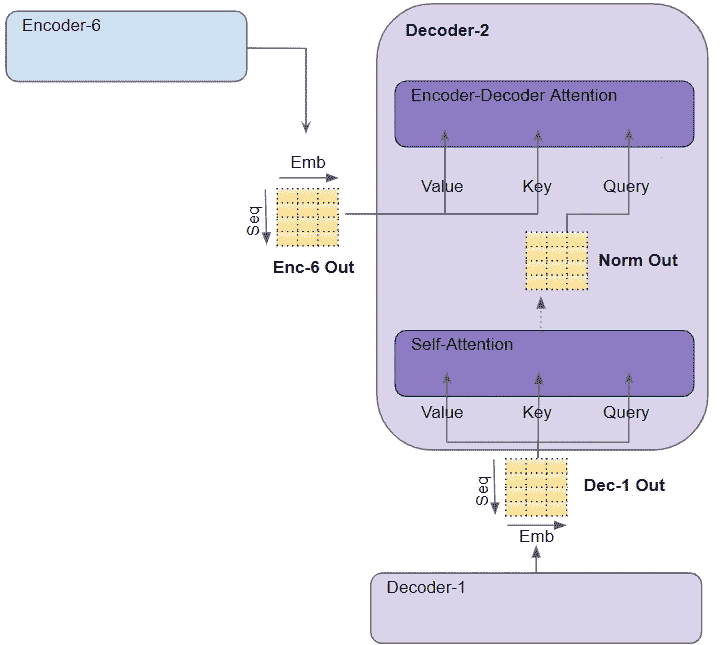 Encoder-6
Decoder-2
Encoder-Decoder Attention
Emb
Value Key Query
Seq
Enc-6 Out
Norm Out
Self-Attention
Value Key Query
Seq
Dec-1 Out
Emb
Decoder-1